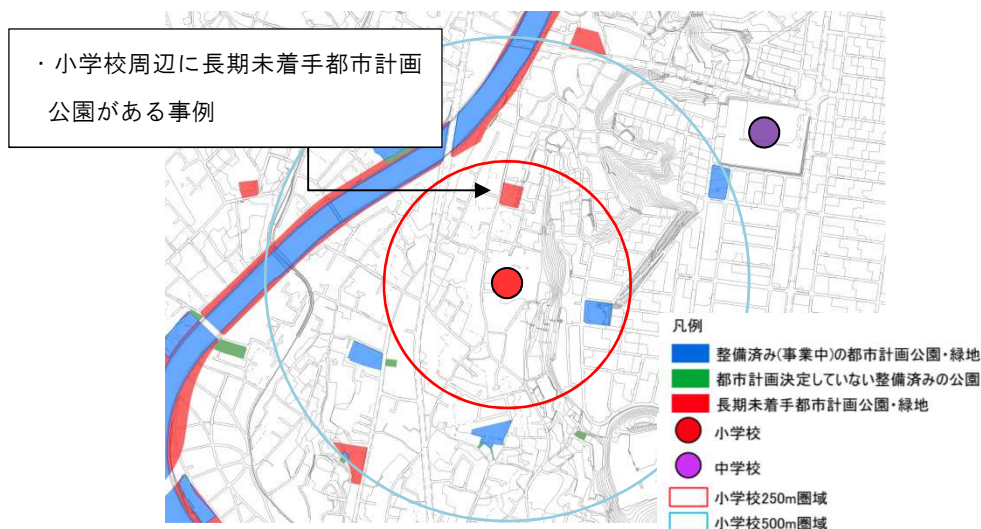 ・小学校周辺に長期未着手都市計画
公園がある事例
凡例
整備済み(事業中)の都市計画公園・緑地
都市計画決定していない整備済みの公園
長期未着手都市計画公園・緑地
小学校
中学校
小学校250m圏域
小学校500m圏域